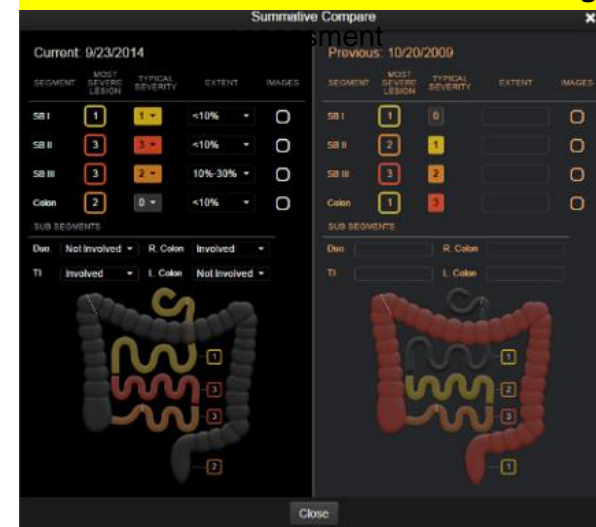 Summative Compare ×
sment
Current: 9/23/2014
SEGMENT MOST SEVERE LESION TYPICAL SEVERITY EXTENT IMAGES
SB I 1 1 <10%
SB II 3 3 <10%
SB III 3 2 10%-30%
Colon 2 0 <10%
SUB SEGMENTS
Duo. Not Involved R. Colon Involved
TI Involved L. Colon Not Involved
1
3
3
2
Previous: 10/20/2009
SEGMENT MOST SEVERE LESION TYPICAL SEVERITY EXTENT IMAGES
SB I 1 0
SB II 2 1
SB III 3 2
Colon 1 3
SUB SEGMENTS
Duo. R. Colon
TI L. Colon
1
2
3
1
Close